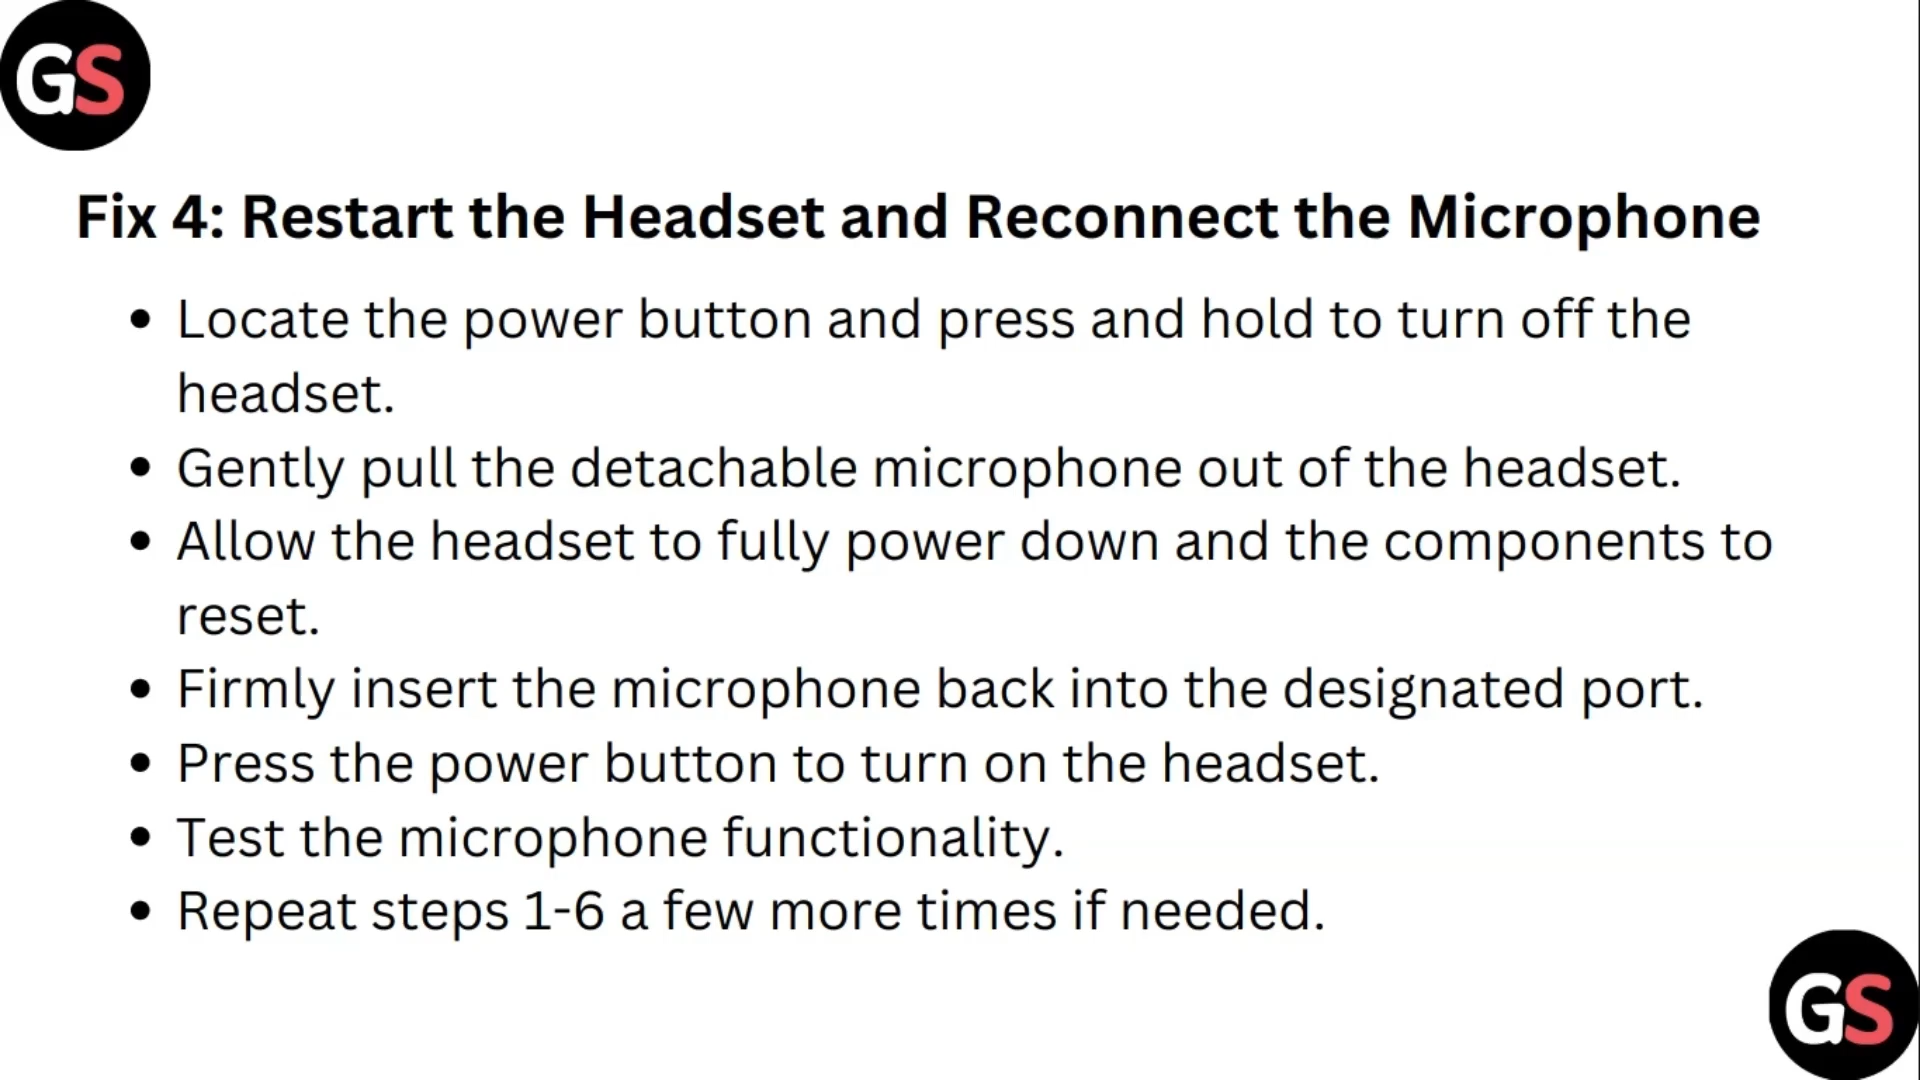 GS
Fix 4: Restart the Headset and Reconnect the Microphone
• Locate the power button and press and hold to turn off the
headset.
• Gently pull the detachable microphone out of the headset.
• Allow the headset to fully power down and the components to
reset.
• Firmly insert the microphone back into the designated port.
• Press the power button to turn on the headset.
• Test the microphone functionality.
• Repeat steps 1-6 a few more times if needed.
GS